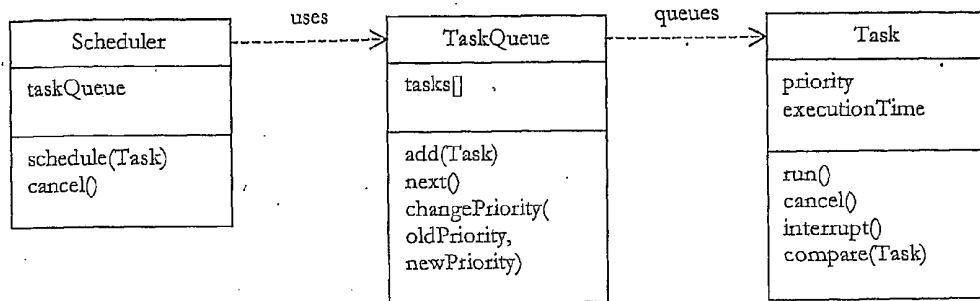 uses
queues
Scheduler
taskQueue
schedule(Task)
cancel()
TaskQueue
tasks[]
add(Task)
next()
changePriority(
oldPriority,
newPriority)
Task
priority
executionTime
run()
cancel()
interrupt()
compare(Task)